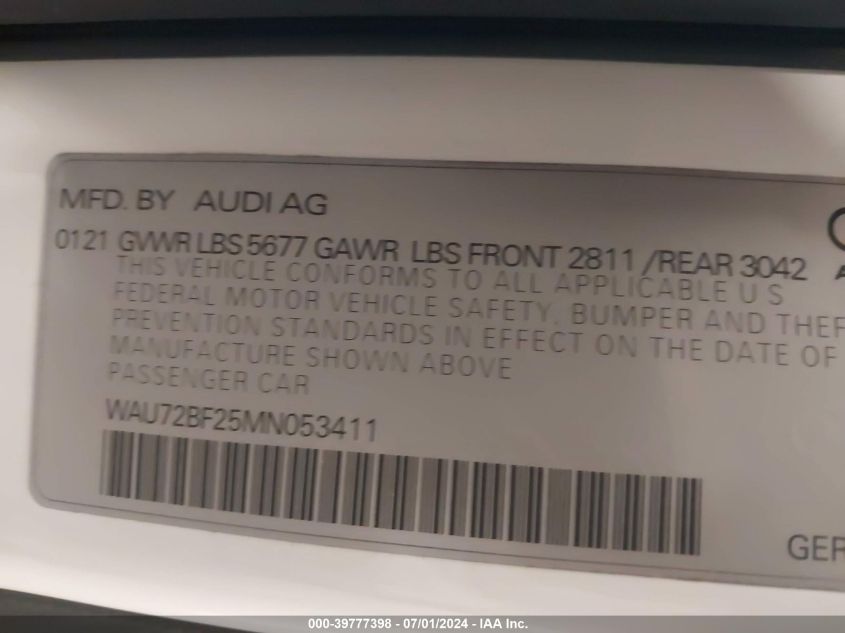 MFD. BY AUDI AG
0121 GVWR LBS 5677 GAWR LBS FRONT 2811 /REAR 3042
THIS VEHICLE CONFORMS TO ALL APPLICABLE U S
FEDERAL MOTOR VEHICLE SAFETY, BUMPER AND THEF
PREVENTION STANDARDS IN EFFECT ON THE DATE OF
MANUFACTURE SHOWN ABOVE
PASSENGER CAR
WAU72BF25MN053411
GER
000-39777398 - 07/01/2024 - IAA Inc.